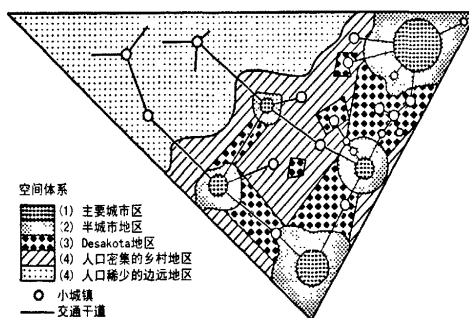 空间体系
(1) 主要城市区
(2) 半城市地区
(3) Desakota地区
(4) 人口密集的乡村地区
(4) 人口稀少的边远地区
小城镇
交通干道